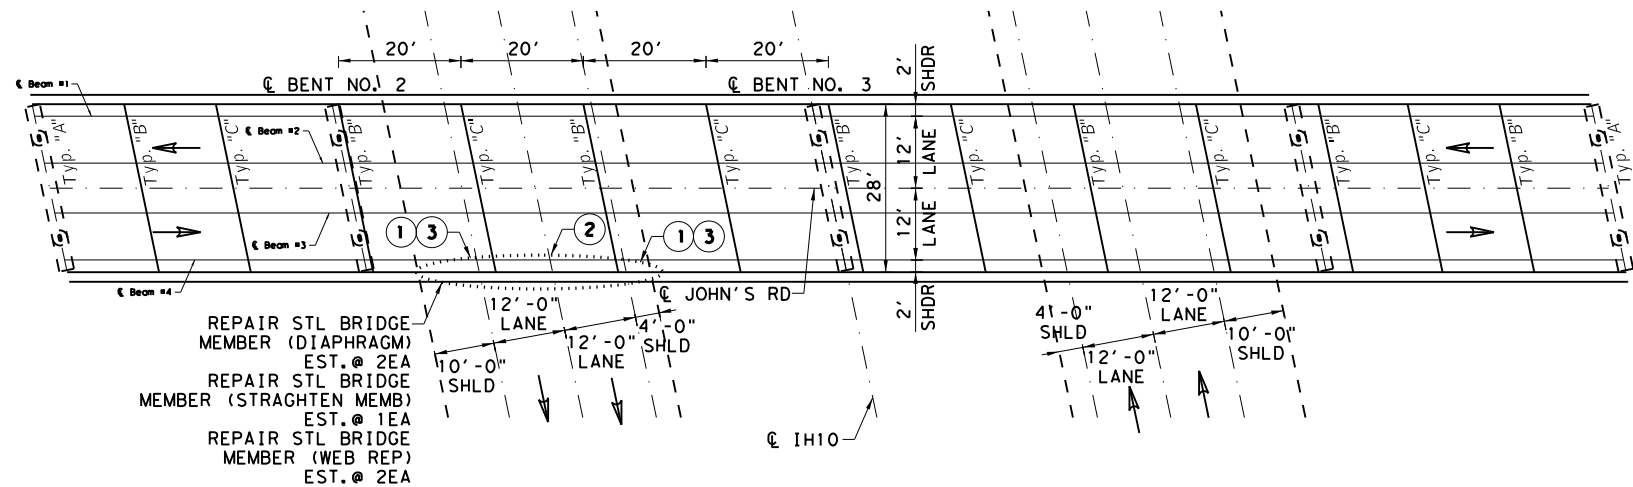 20' 20' 20' 20'
2' SHDR
℄ Beam #1
℄ BENT NO. 2
℄ BENT NO. 3
Typ. "A"
Typ. "B"
Typ. "C"
℄ Beam #2
Typ. "B"
Typ. "C"
Typ. "B"
Typ. "C"
Typ. "B"
12' LANE
28'
12' LANE
Typ. "C"
Typ. "B"
Typ. "C"
Typ. "B"
Typ. "C"
Typ. "B"
Typ. "A"
℄ Beam #3
1 3
2
1 3
℄ Beam #4
℄ JOHN'S RD
2' SHDR
REPAIR STL BRIDGE
MEMBER (DIAPHRAGM)
EST.@ 2EA
REPAIR STL BRIDGE
MEMBER (STRAGHTEN MEMB)
EST.@ 1EA
REPAIR STL BRIDGE
MEMBER (WEB REP)
EST.@ 2EA
10'-0"
SHLD
12'-0"
LANE
12'-0"
LANE
4'-0"
SHLD
℄ IH10
4'-0"
SHLD
12'-0"
LANE
12'-0"
LANE
10'-0"
SHLD